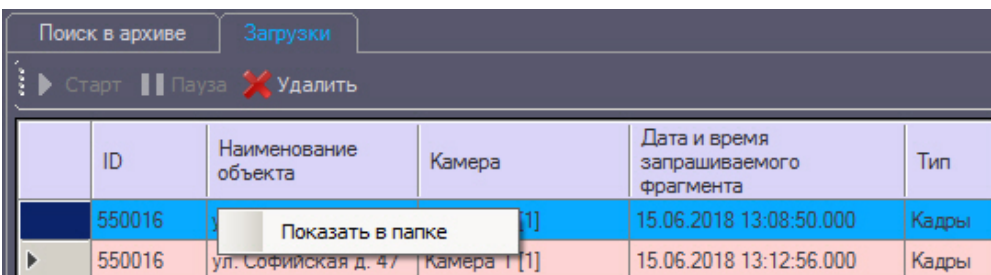 Поиск в архиве Загрузки
Старт Пауза Удалить
ID Наименование объекта Камера Дата и время запрашиваемого фрагмента Тип
550016 [1] 15.06.2018 13:08:50.000 Кадры
Показать в папке
550016 ул. Софийская д. 47 Камера 1 [1] 15.06.2018 13:12:56.000 Кадры